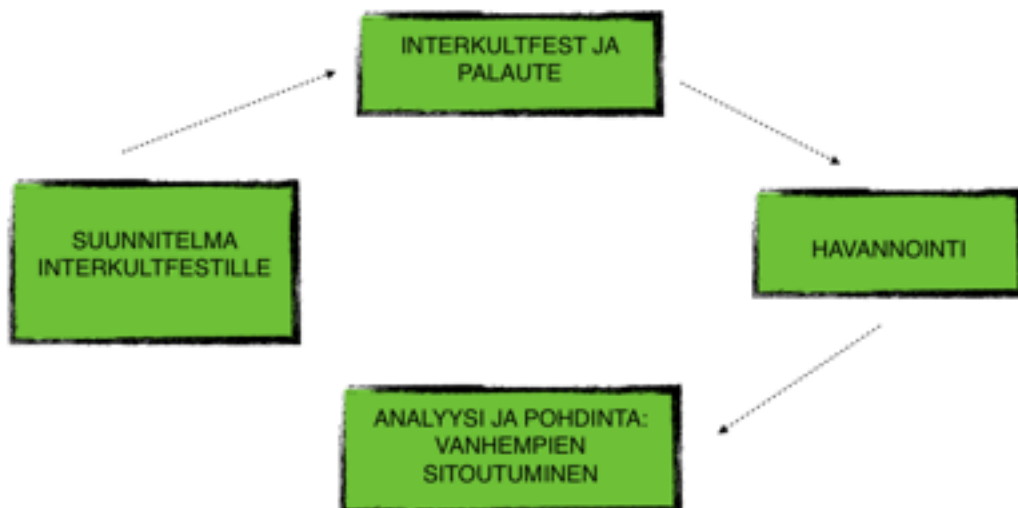 INTERKULTFEST JA
PALAUTE
SUUNNITELMA
INTERKULTFESTILLE
HAVANNOINTI
ANALYYSI JA POHDINTA:
VANHEMPIEN
SITOUTUMINEN